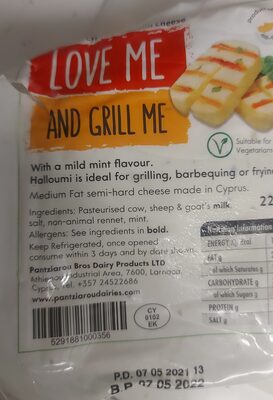 cheese
LOVE ME
AND GRILL ME
Suitable for
Vegetarians
With a mild mint flavour.
Halloumi is ideal for grilling, barbequing or frying
Medium Fat semi-hard cheese made in Cyprus.
Ingredients: Pasteurised cow, sheep & goat's milk,
salt, non-animal rennet, mint.
Allergens: See ingredients in bold.
Keep Refrigerated, once opened
consume within 3 days and by date shown.
Pantziarou Bros Dairy Products LTD
Industrial Area, 7600, Larnaca
Cyprus Tel. +357 24522686
www.pantziaroudairies.com
5291881000356
CY
0102
EK
22
Nutritional Information
ENERGY
FAT g
of which Saturates g
CARBOHYDRATE g
of which Sugars g
PROTEIN g
SALT g
P.D. 07 05 2021 13
B.P 07 05 2022